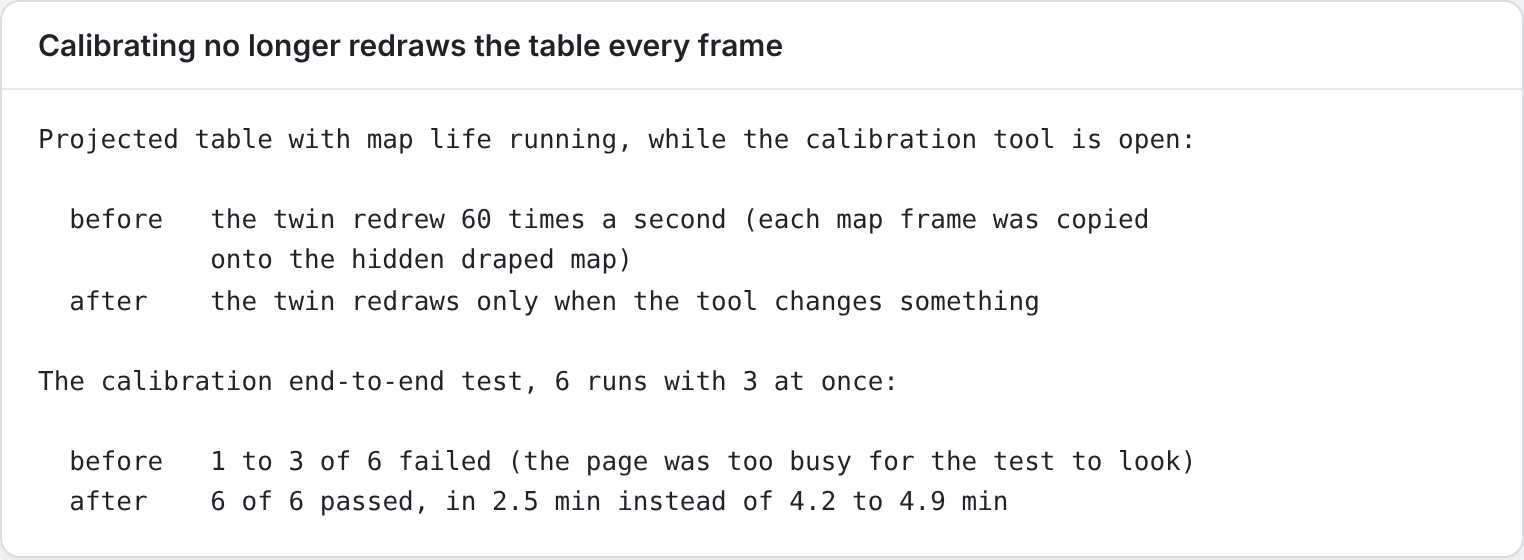 Calibrating no longer redraws the table every frame
Projected table with map life running, while the calibration tool is open:
before the twin redrew 60 times a second (each map frame was copied
onto the hidden draped map)
after the twin redraws only when the tool changes something
The calibration end-to-end test, 6 runs with 3 at once:
before 1 to 3 of 6 failed (the page was too busy for the test to look)
after 6 of 6 passed, in 2.5 min instead of 4.2 to 4.9 min